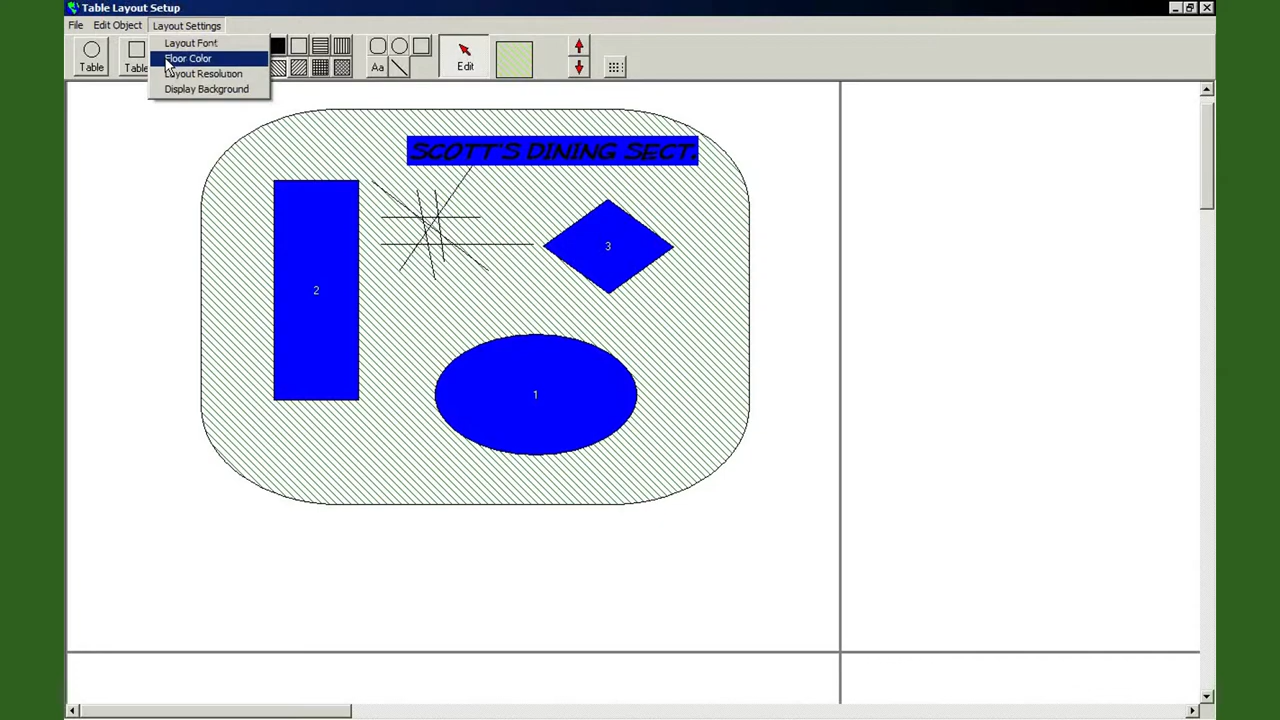 Table Layout Setup
File Edit Object Layout Settings
Layout Font
Floor Color
Layout Resolution
Display Background
Table
Table
Aa
Edit
SCOTT'S DINING SECT.
2
3
1